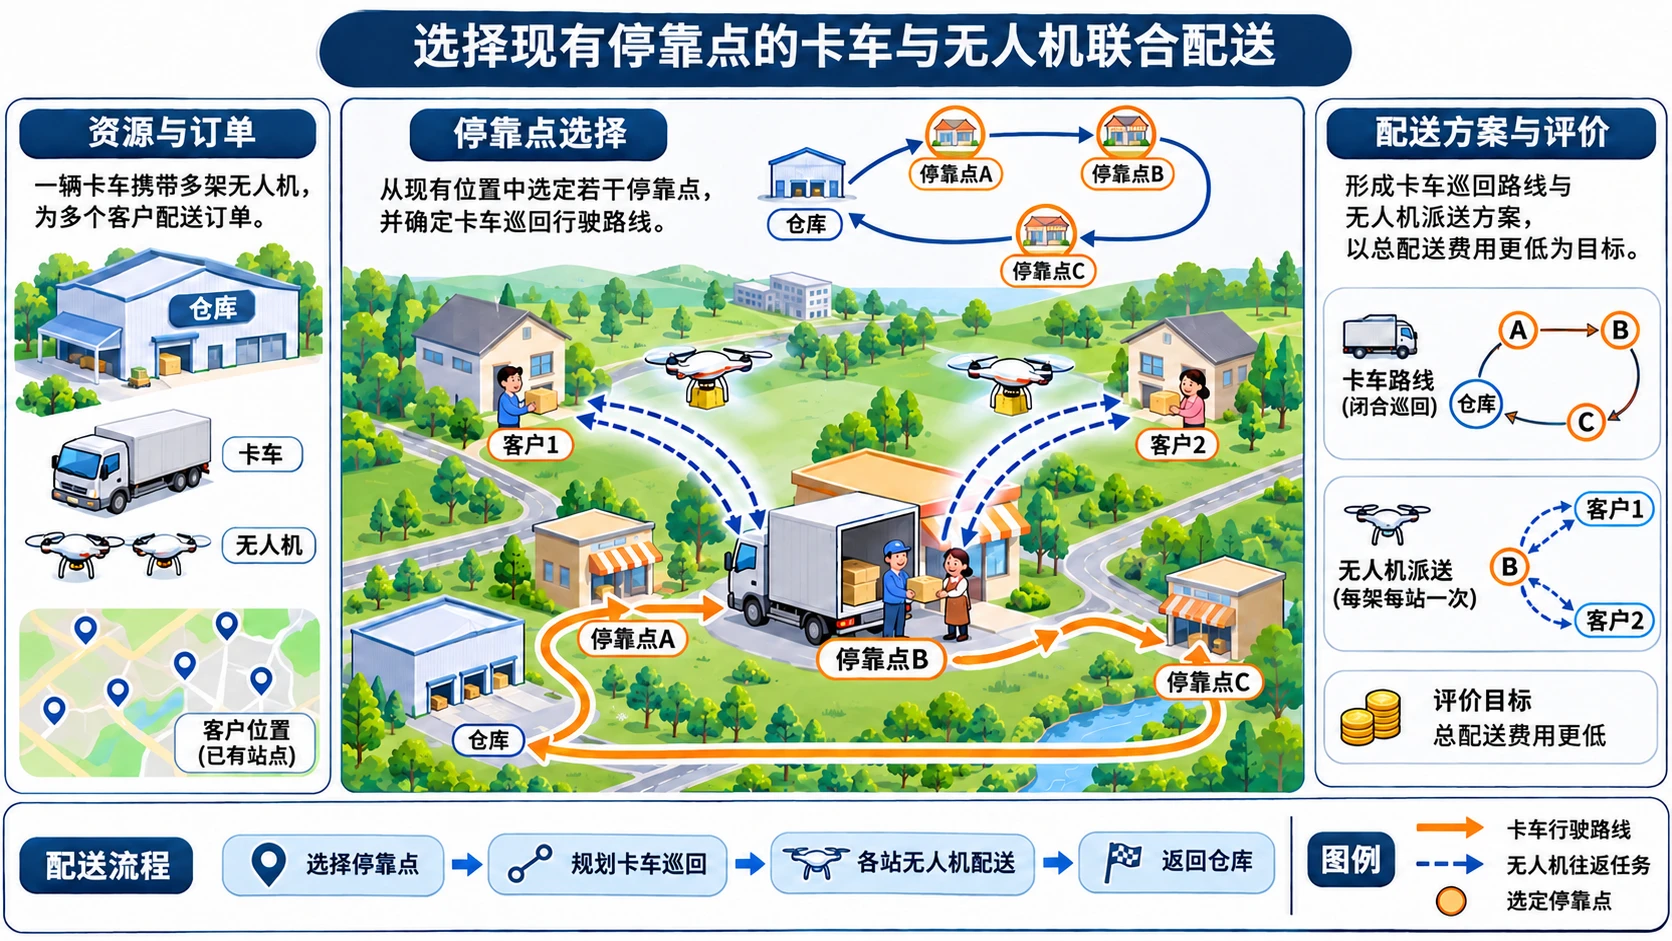 选择现有停靠点的卡车与无人机联合配送
资源与订单
一辆卡车携带多架无人机，
为多个客户配送订单。
仓库
卡车
无人机
客户位置
(已有站点)
停靠点选择
从现有位置中选定若干停靠点，
并确定卡车巡回行驶路线。
仓库
停靠点A
停靠点B
停靠点C
客户1
客户2
停靠点A
停靠点B
停靠点C
仓库
配送方案与评价
形成卡车巡回路线与
无人机派送方案，
以总配送费用更低为目标。
卡车路线
(闭合巡回)
A
B
仓库
C
无人机派送
(每架每站一次)
B
客户1
客户2
评价目标
总配送费用更低
配送流程
选择停靠点
规划卡车巡回
各站无人机配送
返回仓库
图例
卡车行驶路线
无人机往返任务
选定停靠点